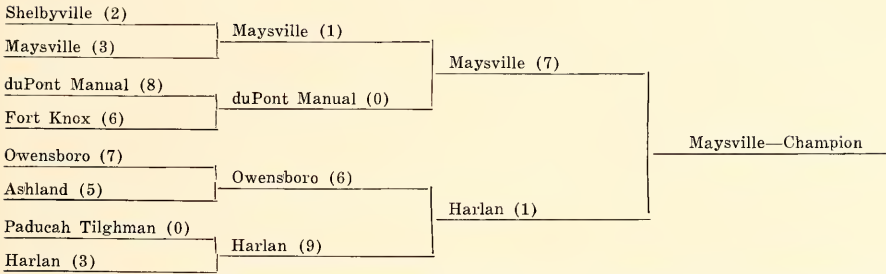 Shelbyville (2)
Maysville (3)
duPont Manual (8)
Fort Knox (6)
Owensboro (7)
Ashland (5)
Paducah Tilghman (0)
Harlan (3)
Maysville (1)
duPont Manual (0)
Owensboro (6)
Harlan (9)
Maysville (7)
Harlan (1)
Maysville—Champion